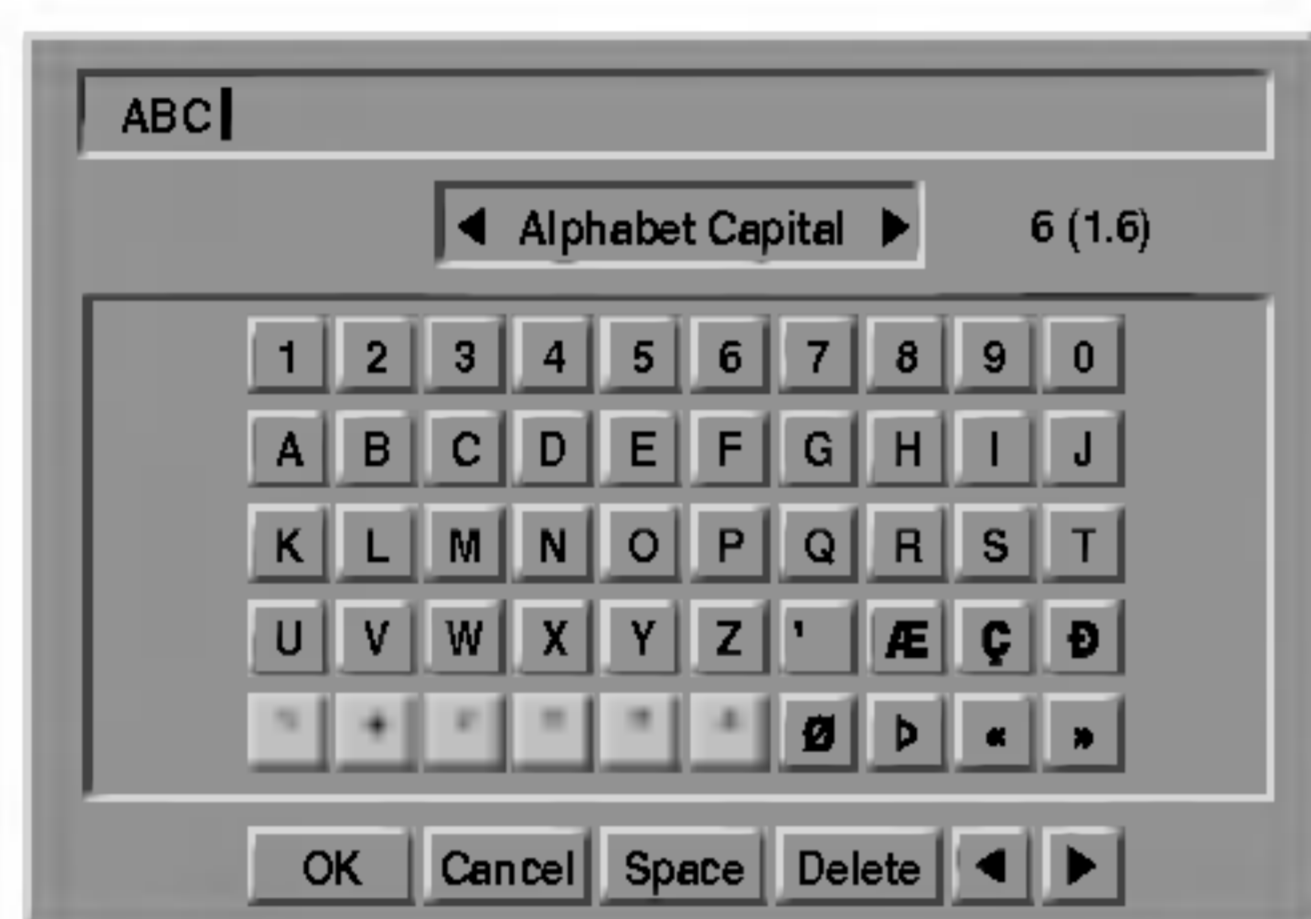 ABC
◀ Alphabet Capital ▶ 6 (1.6)
1 2 3 4 5 6 7 8 9 0
A B C D E F G H I J
K L M N O P Q R S T
U V W X Y Z ' Æ Ç Ð
Ø Þ « »
OK Cancel Space Delete ◀ ▶